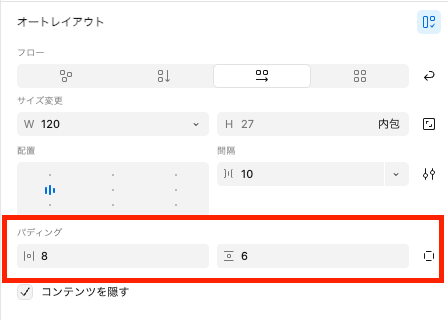 オートレイアウト
フロー
サイズ変更
W 120
H 27 内包
配置
間隔
10
パディング
8
6
コンテンツを隠す